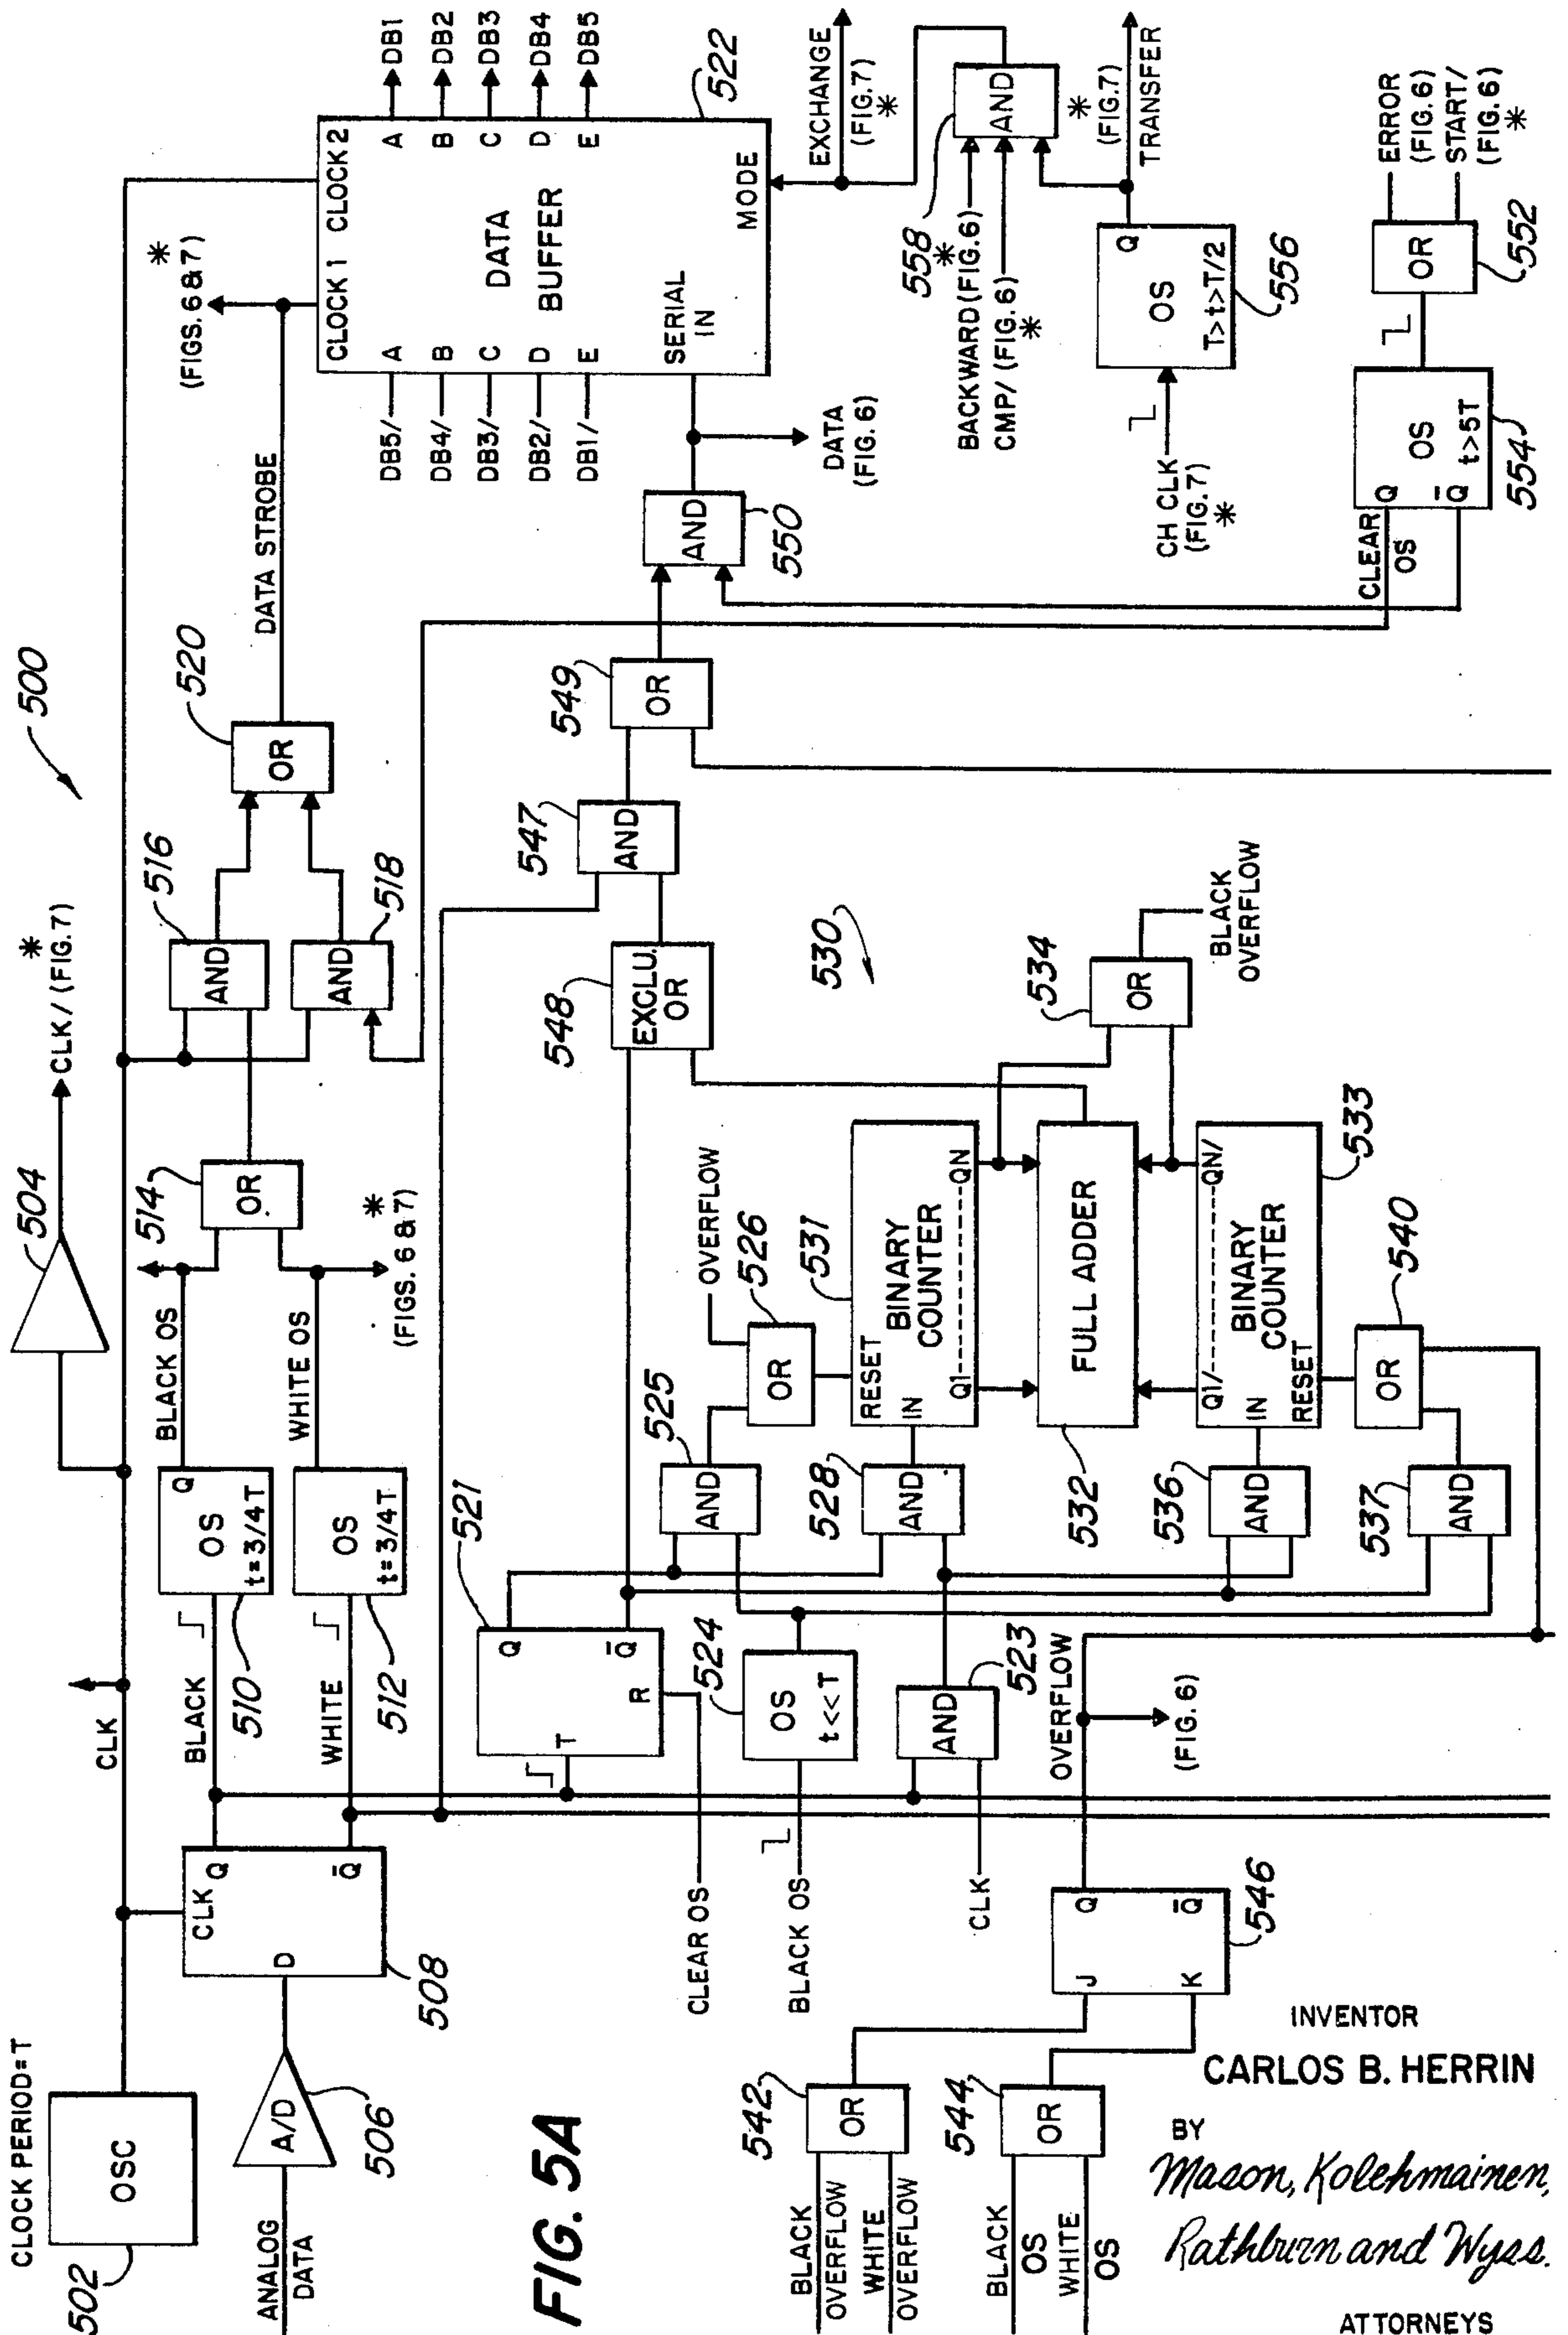 CLOCK PERIOD=T
OSC
502
ANALOG
DATA
A/D
506
CLK
D
Q
Q̅
508
CLK
504
CLK/ (FIG.7)
*
500
BLACK
WHITE
OS
t=3/4T
Q
510
OS
t=3/4T
512
BLACK OS
WHITE OS
*
(FIGS. 6 & 7)
OR
514
AND
516
AND
518
OR
520
DATA STROBE
*
(FIGS. 6 & 7)
CLOCK 1
CLOCK 2
DB5/
DB4/
DB3/
DB2/
DB1/
A
B
C
D
E
DATA
BUFFER
SERIAL
IN
MODE
A
B
C
D
E
DB1
DB2
DB3
DB4
DB5
522
521
Q
Q̅
T
R
CLEAR OS
BLACK OS
OS
t<<T
524
CLK
AND
523
AND
525
OVERFLOW
OR
526
AND
528
530
531
RESET
IN
BINARY
COUNTER
Q1
QN
FULL ADDER
532
Q1/
QN/
IN
RESET
BINARY
COUNTER
533
OR
534
BLACK
OVERFLOW
AND
536
AND
537
OR
540
BLACK
OVERFLOW
WHITE
OVERFLOW
OR
542
BLACK
OS
WHITE
OS
OR
544
J
K
Q
Q̅
546
OVERFLOW
(FIG. 6)
EXCLU.
OR
548
AND
547
OR
549
AND
550
DATA
(FIG. 6)
EXCHANGE
(FIG.7)
*
AND
558
*
BACKWARD (FIG.6)
CMP/ (FIG.6)
*
*
(FIG.7)
TRANSFER
CH CLK
(FIG.7)
*
OS
T>t>T/2
Q
556
ERROR
(FIG. 6)
START/
(FIG. 6)
*
OR
552
OS
t>5T
Q
Q̅
554
CLEAR
OS
FIG. 5A
INVENTOR
CARLOS B. HERRIN
BY
Mason, Kolehmainen,
Rathburn and Wyss.
ATTORNEYS